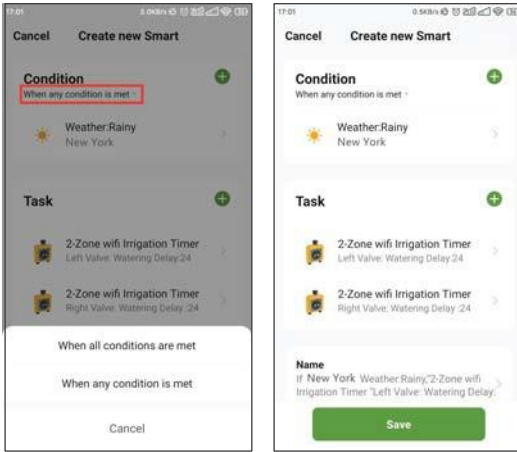 17:01
Cancel Create new Smart
Condition
When any condition is met
Weather:Rainy
New York
Task
2-Zone wifi Irrigation Timer
Left Valve: Watering Delay:24
2-Zone wifi Irrigation Timer
Right Valve: Watering Delay :24
When all conditions are met
When any condition is met
Cancel
17:01
Cancel Create new Smart
Condition
When any condition is met
Weather:Rainy
New York
Task
2-Zone wifi Irrigation Timer
Left Valve: Watering Delay:24
2-Zone wifi Irrigation Timer
Right Valve: Watering Delay :24
Name
If New York Weather:Rainy,"2-Zone wifi
Irrigation Timer "Left Valve: Watering Delay:
Save